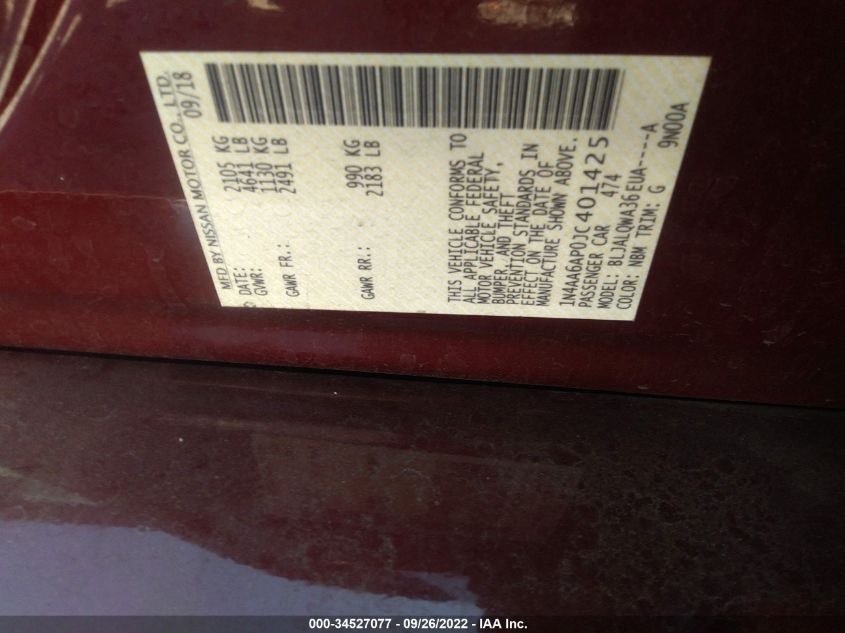 MFD BY NISSAN MOTOR CO., LTD.
DATE: 09/18
GVWR: 2105 KG
4641 LB
GAWR FR.: 1130 KG
2491 LB
GAWR RR.: 990 KG
2183 LB
THIS VEHICLE CONFORMS TO
ALL APPLICABLE FEDERAL
MOTOR VEHICLE SAFETY,
BUMPER, AND THEFT
PREVENTION STANDARDS IN
EFFECT ON THE DATE OF
MANUFACTURE SHOWN ABOVE.
1N4AA6AP0JC401425
PASSENGER CAR 474
MODEL: BLJALQWA36EUA-----A
COLOR: NBM TRIM: G 9N00A
000-34527077 - 09/26/2022 - IAA Inc.